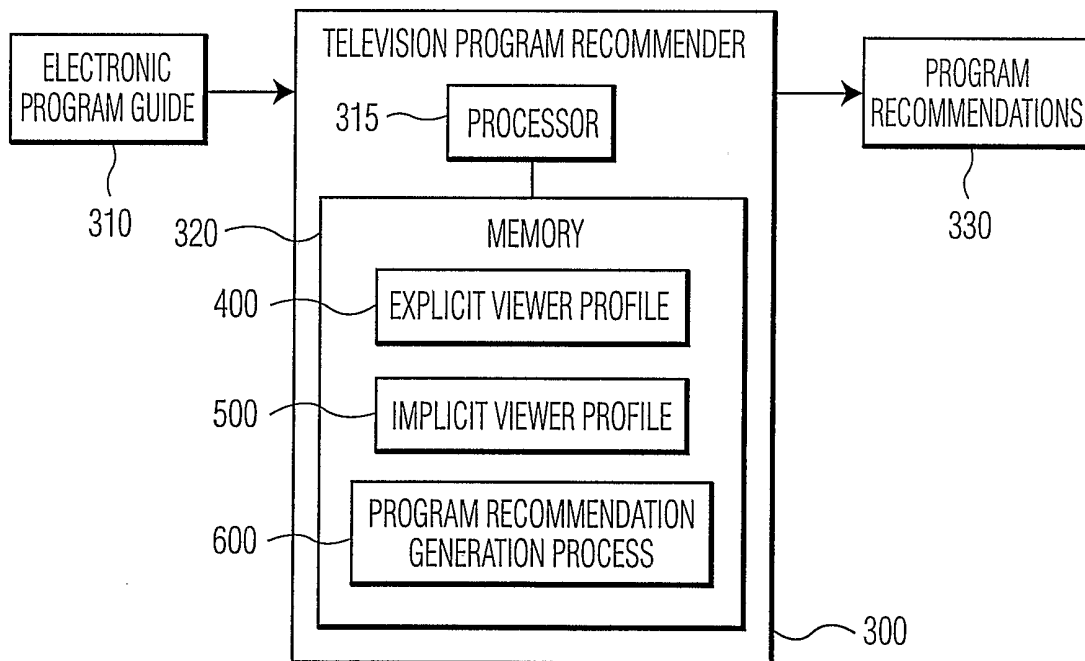 TELEVISION PROGRAM RECOMMENDER
ELECTRONIC
PROGRAM GUIDE
310
315
PROCESSOR
PROGRAM
RECOMMENDATIONS
330
320
MEMORY
400
EXPLICIT VIEWER PROFILE
500
IMPLICIT VIEWER PROFILE
600
PROGRAM RECOMMENDATION
GENERATION PROCESS
300